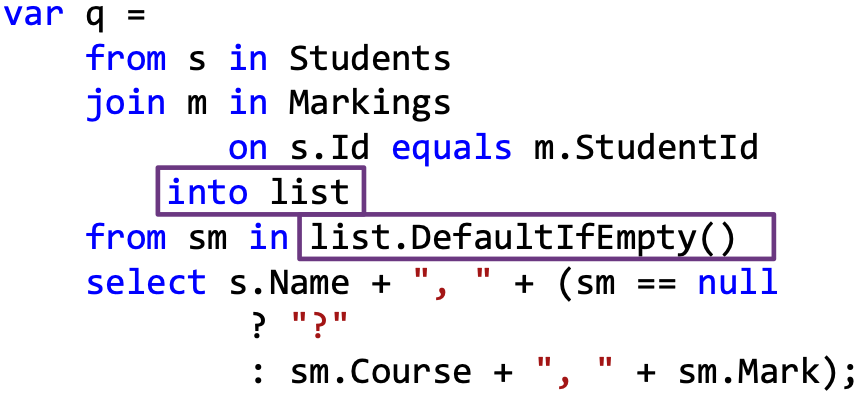 var q =
from s in Students
join m in Markings
on s.Id equals m.StudentId
into list
from sm in list.DefaultIfEmpty()
select s.Name + ", " + (sm == null
? "?"
: sm.Course + ", " + sm.Mark);